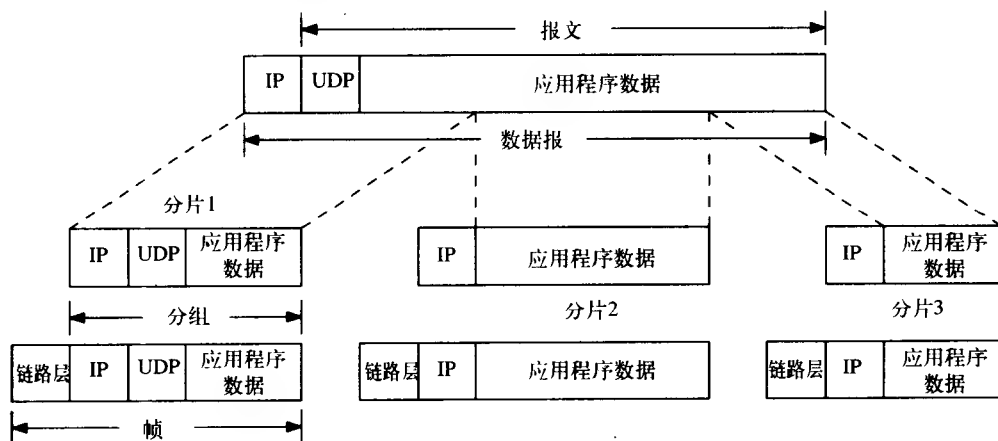 报文
IP UDP 应用程序数据
数据报
分片1
IP UDP 应用程序
数据
IP 应用程序数据
IP 应用程序
数据
分组
分片2
分片3
链路层 IP UDP 应用程序
数据
链路层 IP 应用程序数据
链路层 IP 应用程序
数据
帧